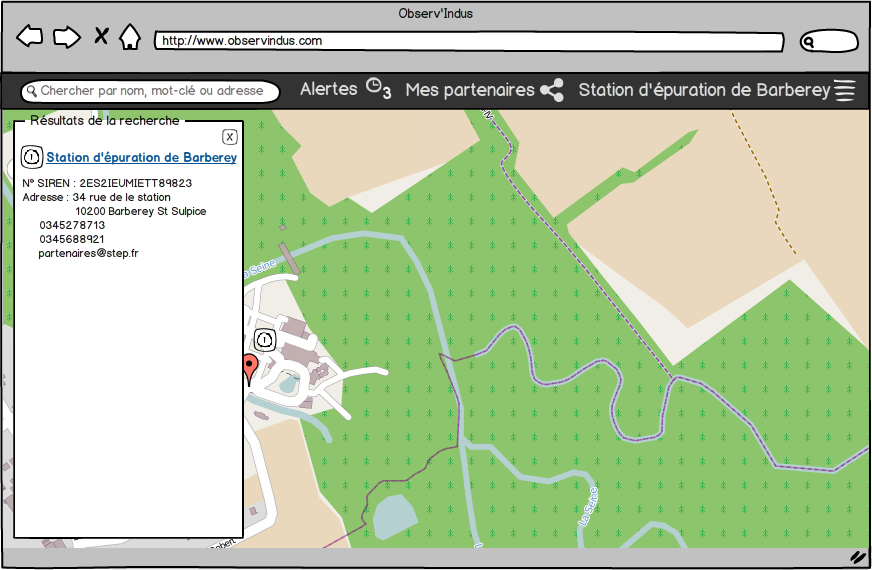 Observ'Indus
http://www.observindus.com
Chercher par nom, mot-clé ou adresse
Alertes 3 Mes partenaires Station d'épuration de Barberey
Résultats de la recherche
X
Station d'épuration de Barberey
N° SIREN : 2ES2IEUMIETT89823
Adresse : 34 rue de la station
10200 Barberey St Sulpice
0345278713
0345688921
partenaires@step.fr
La Seine
La Seine